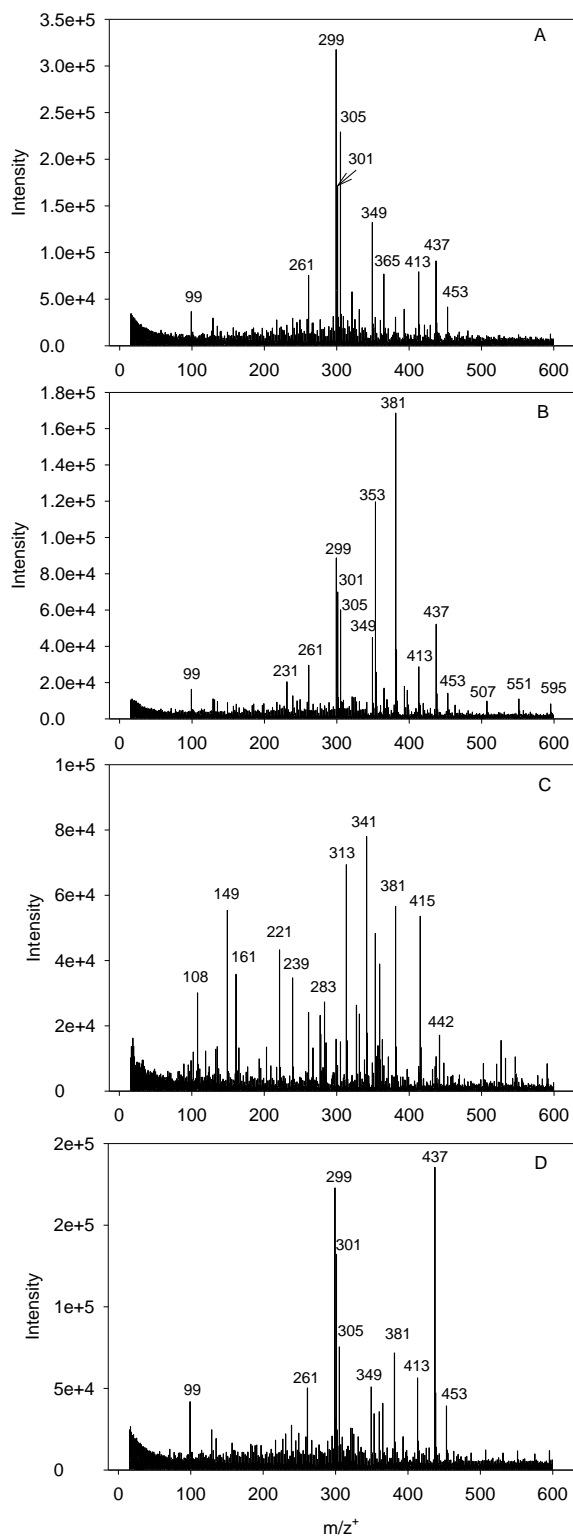 A
299
3.5e+5
3.0e+5
2.5e+5
2.0e+5
1.5e+5
1.0e+5
5.0e+4
0.0
Intensity
305
301
349
261
365
413
437
453
99
0 100 200 300 400 500 600
B
381
1.8e+5
1.6e+5
1.4e+5
1.2e+5
1.0e+5
8.0e+4
6.0e+4
4.0e+4
2.0e+4
0.0
Intensity
353
299
301
305
349
437
413
261
231
99
453
507
551
595
0 100 200 300 400 500 600
C
1e+5
8e+4
6e+4
4e+4
2e+4
0
Intensity
341
313
381
415
149
221
161
239
108
283
442
0 100 200 300 400 500 600
D
437
2e+5
2e+5
1e+5
5e+4
0
Intensity
299
301
305
381
349
413
261
99
453
0 100 200 300 400 500 600
m/z+